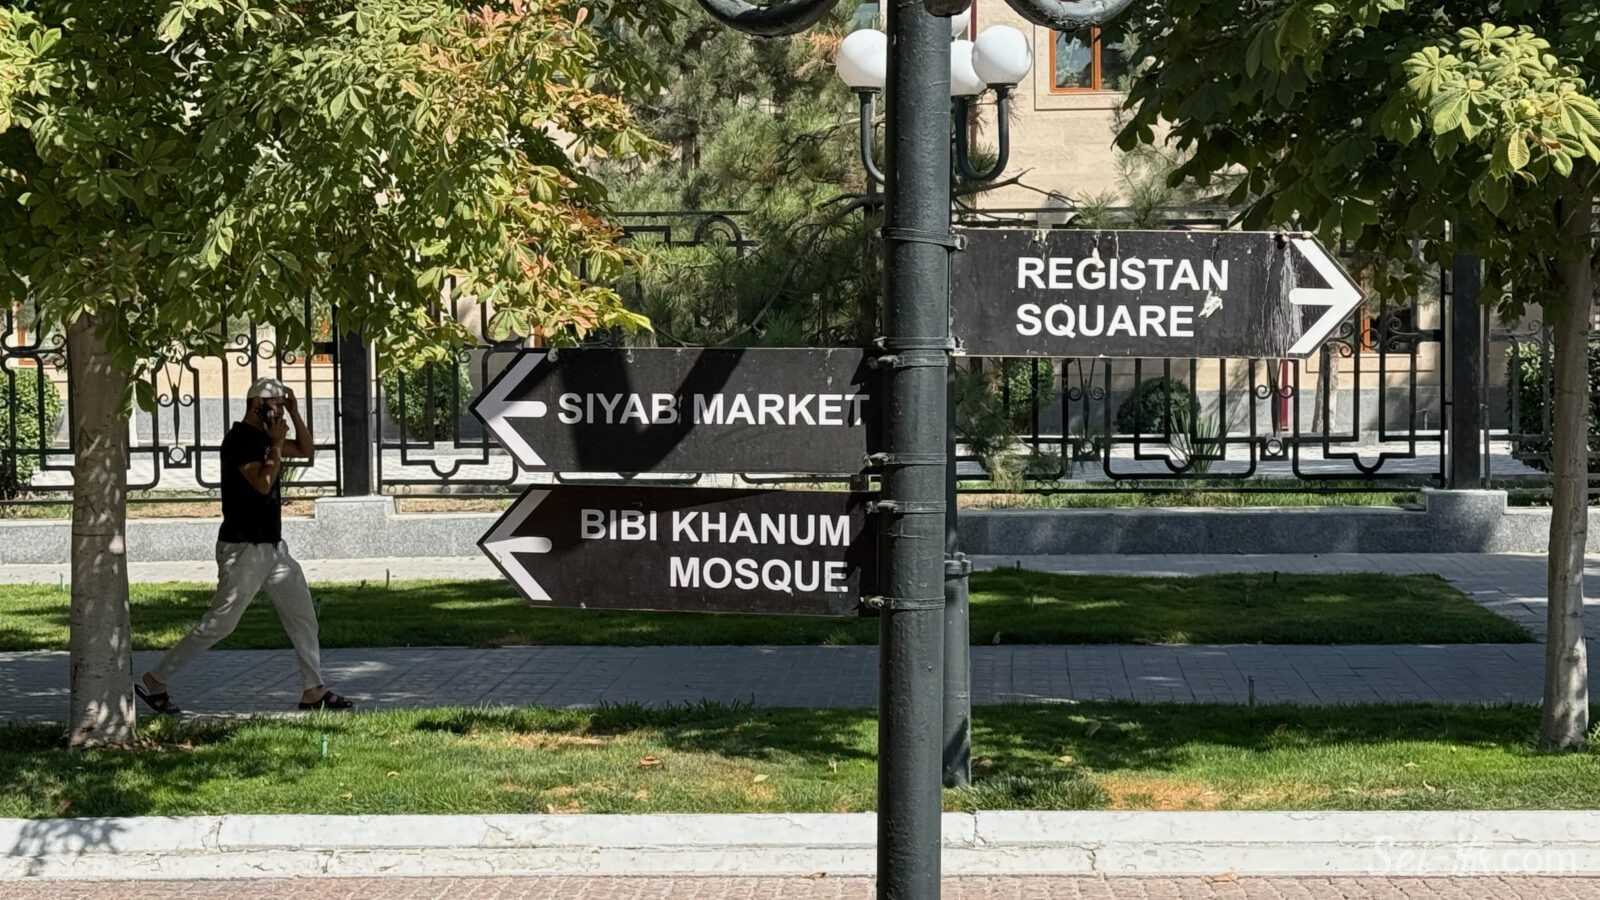 REGISTAN
SQUARE
SIYAB MARKET
BIBI KHANUM
MOSQUE